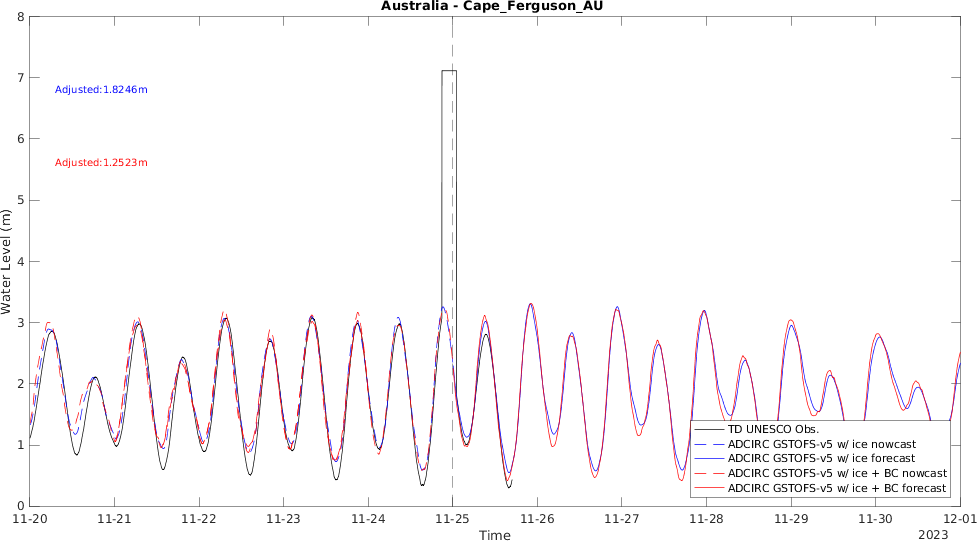 Australia - Cape_Ferguson_AU
8
7
6
5
4
3
2
1
0
Water Level (m)
Adjusted:1.8246m
Adjusted:1.2523m
TD UNESCO Obs.
ADCIRC GSTOFS-v5 w/ ice nowcast
ADCIRC GSTOFS-v5 w/ ice forecast
ADCIRC GSTOFS-v5 w/ ice + BC nowcast
ADCIRC GSTOFS-v5 w/ ice + BC forecast
11-20 11-21 11-22 11-23 11-24 11-25 11-26 11-27 11-28 11-29 11-30 12-01
Time
2023